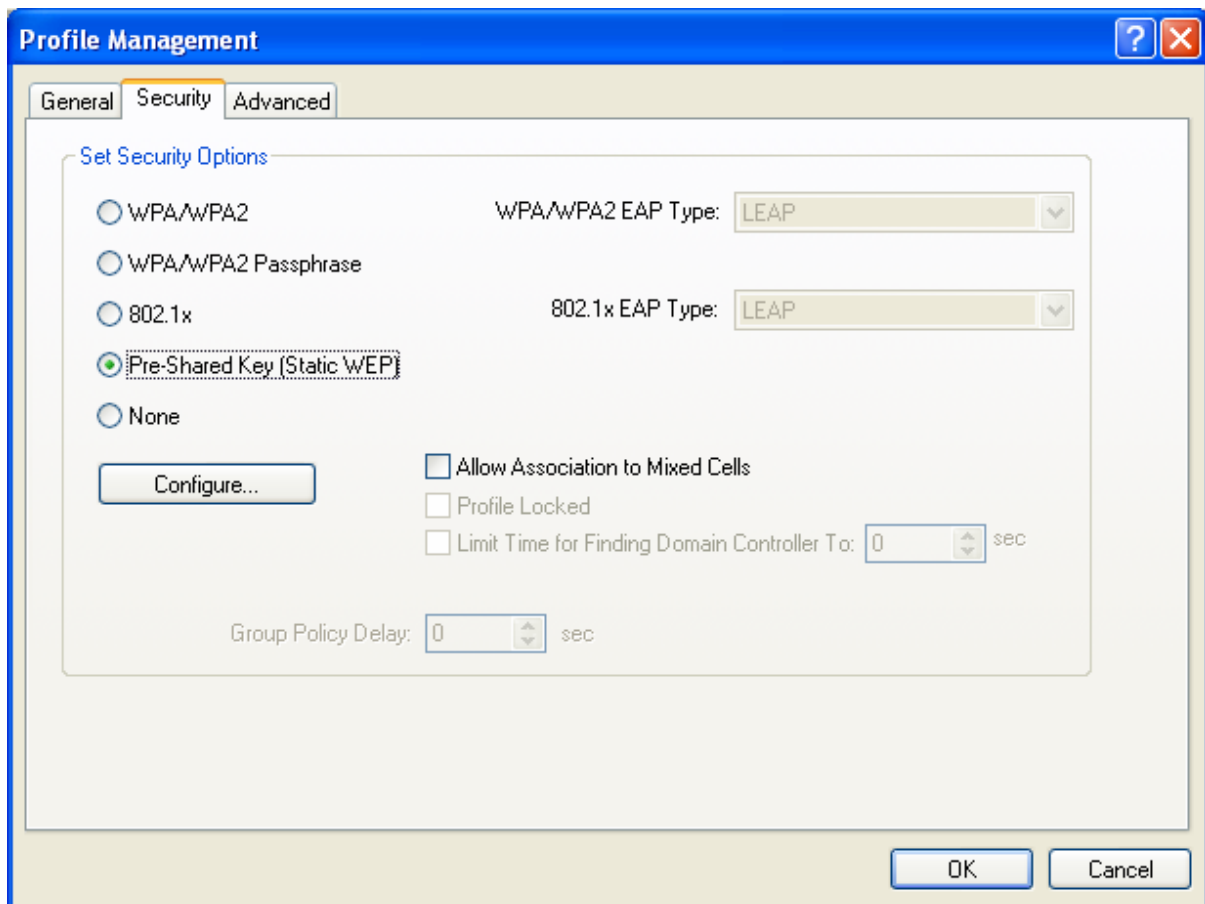 Profile Management
General Security Advanced
Set Security Options
WPA/WPA2 WPA/WPA2 EAP Type: LEAP
WPA/WPA2 Passphrase
802.1x 802.1x EAP Type: LEAP
Pre-Shared Key (Static WEP)
None
Configure... Allow Association to Mixed Cells
Profile Locked
Limit Time for Finding Domain Controller To: 0 sec
Group Policy Delay: 0 sec
OK Cancel